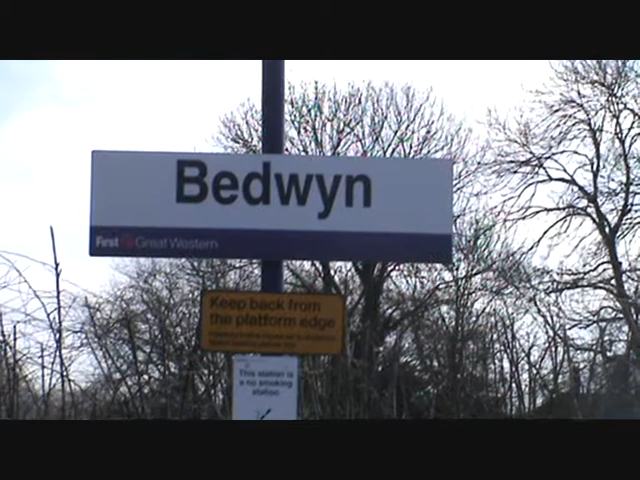 Bedwyn
First Great Western
Keep back from
the platform edge
This station is
a no smoking
station